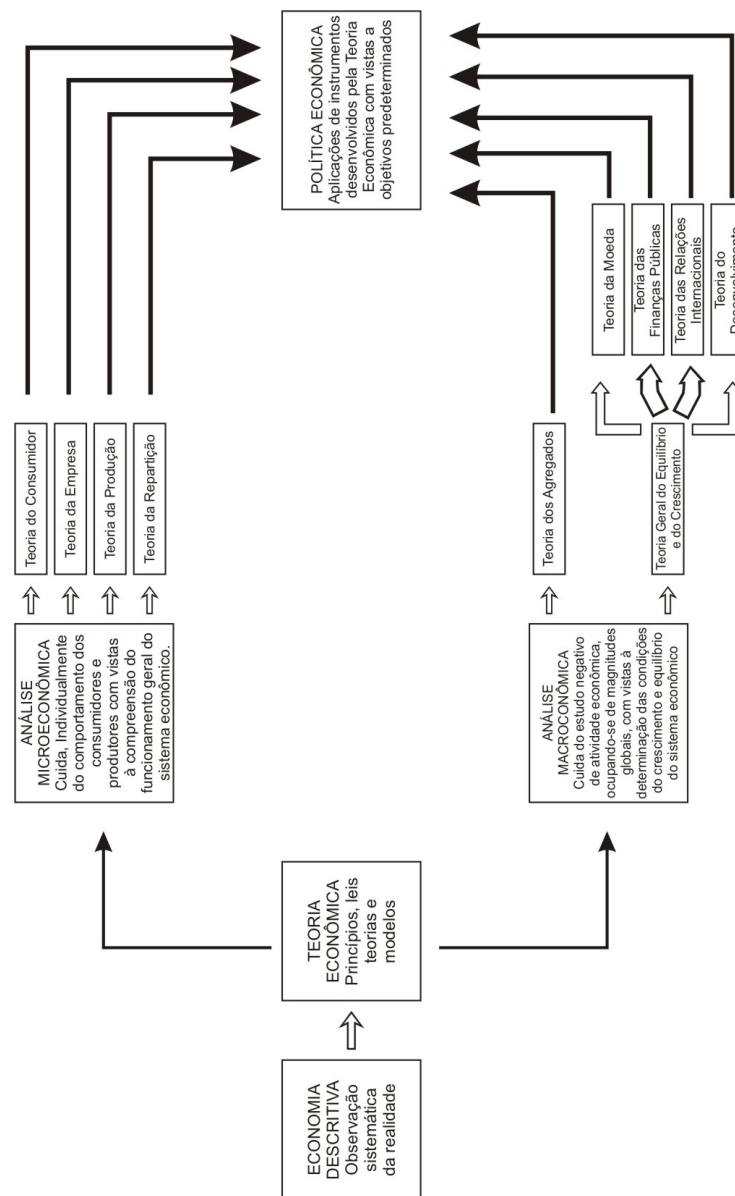 ECONOMIA
DESCRITIVA
Observação
sistemática
da realidade
TEORIA
ECONÔMICA
Princípios, leis
teorias e
modelos
ANÁLISE
MICROECONÔMICA
Cuida, Individualmente
do comportamento dos
consumidores e
produtores com vistas
à compreensão do
funcionamento geral do
sistema econômico.
Teoria do Consumidor
Teoria da Empresa
Teoria da Produção
Teoria da Repartição
ANÁLISE
MACROCONÔMICA
Cuida do estudo negativo
de atividade econômica,
ocupando-se de magnitudes
globais, com vistas à
determinação das condições
do crescimento e equilíbrio
do sistema econômico
Teoria dos Agregados
Teoria Geral do Equilíbrio
e do Crescimento
Teoria da Moeda
Teoria das
Finanças Públicas
Teoria das Relações
Internacionais
Teoria do
POLÍTICA ECONÔMICA
Aplicações de instrumentos
desenvolvidos pela Teoria
Econômica com vistas a
objetivos predeterminados